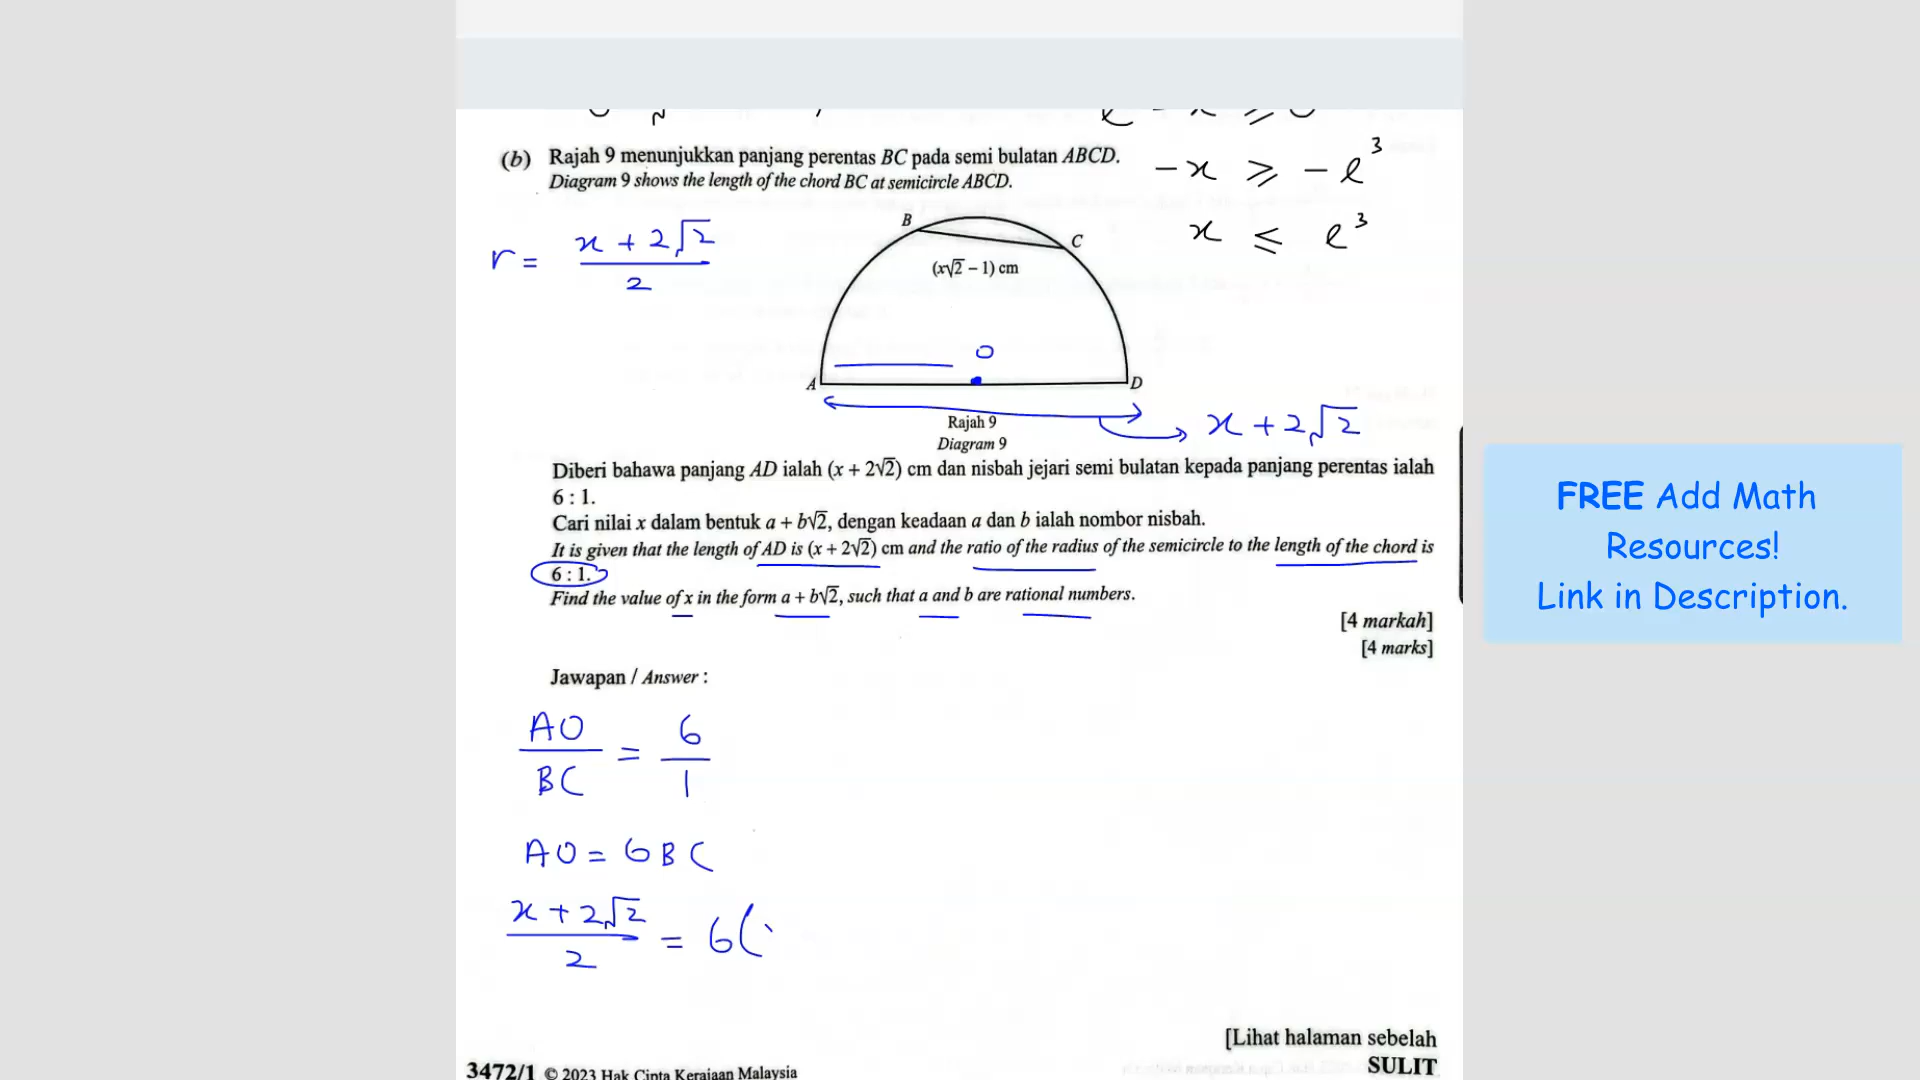 (b) Rajah 9 menunjukkan panjang perentas BC pada semi bulatan ABCD.
Diagram 9 shows the length of the chord BC at semicircle ABCD.
-x ≥ -e³
x ≤ e³
r = (x + 2√2)/2
B
C
(x√2 – 1) cm
O
A
D
x + 2√2
Rajah 9
Diagram 9
Diberi bahawa panjang AD ialah (x + 2√2) cm dan nisbah jejari semi bulatan kepada panjang perentas ialah
6 : 1.
Cari nilai x dalam bentuk a + b√2, dengan keadaan a dan b ialah nombor nisbah.
It is given that the length of AD is (x + 2√2) cm and the ratio of the radius of the semicircle to the length of the chord is
6 : 1.
Find the value of x in the form a + b√2, such that a and b are rational numbers.
[4 markah]
[4 marks]
Jawapan / Answer :
AO/BC = 6/1
AO = 6BC
(x + 2√2)/2 = 6(
[Lihat halaman sebelah
SULIT
3472/1 © 2023 Hak Cipta Kerajaan Malaysia
FREE Add Math
Resources!
Link in Description.